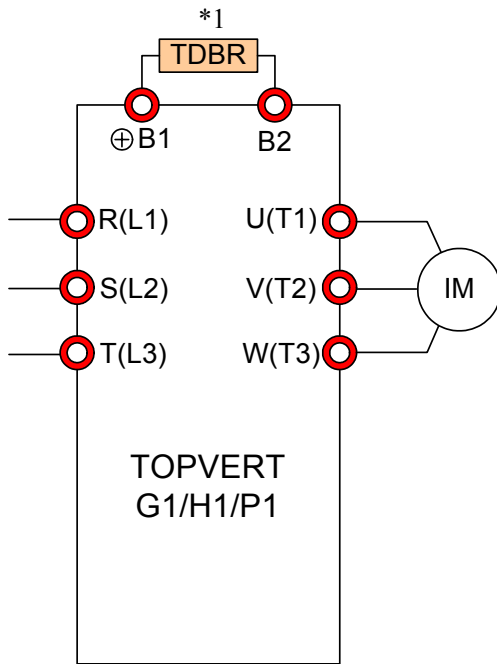 *1
TDBR
⊕B1 B2
R(L1) U(T1)
S(L2) V(T2) IM
T(L3) W(T3)
TOPVERT
G1/H1/P1